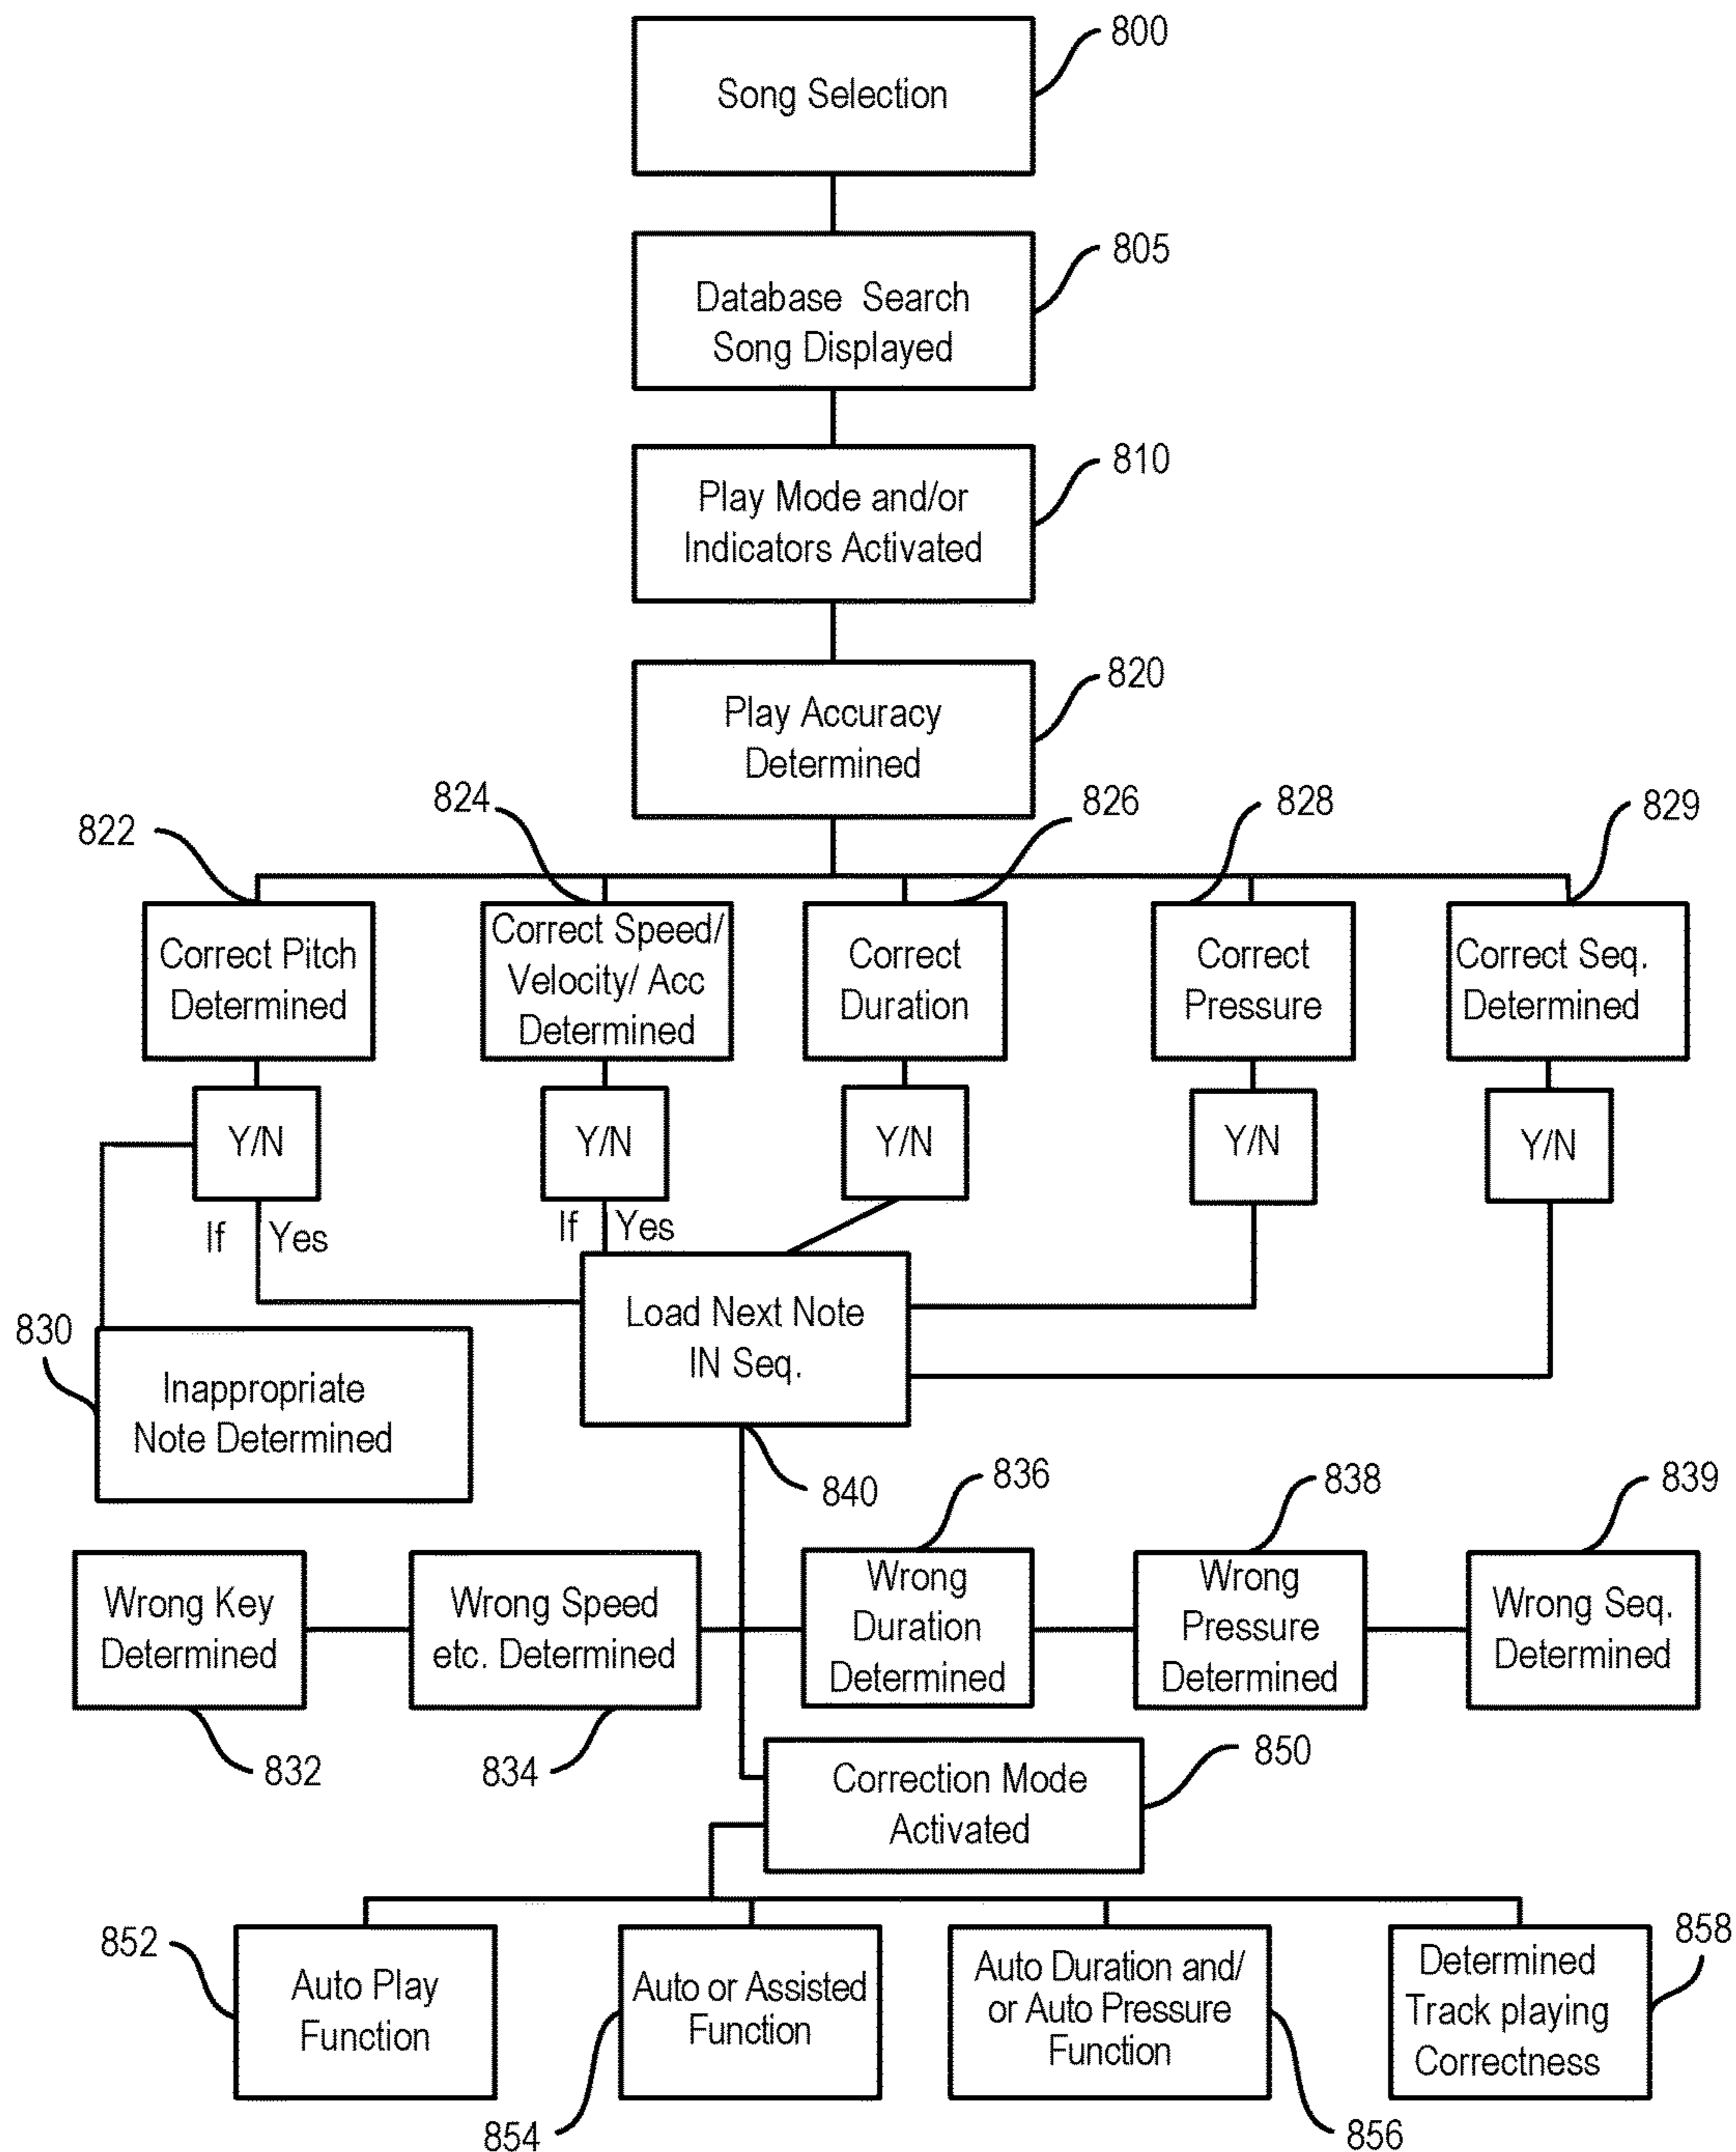 800
Song Selection
805
Database Search
Song Displayed
810
Play Mode and/or
Indicators Activated
820
Play Accuracy
Determined
822
824
826
828
829
Correct Pitch
Determined
Correct Speed/
Velocity/ Acc
Determined
Correct
Duration
Correct
Pressure
Correct Seq.
Determined
Y/N
Y/N
Y/N
Y/N
Y/N
If Yes
If Yes
830
Inappropriate
Note Determined
Load Next Note
IN Seq.
840
836
838
839
Wrong Key
Determined
Wrong Speed
etc. Determined
Wrong
Duration
Determined
Wrong
Pressure
Determined
Wrong Seq.
Determined
832
834
850
Correction Mode
Activated
852
Auto Play
Function
Auto or Assisted
Function
Auto Duration and/
or Auto Pressure
Function
Determined
Track playing
Correctness
858
854
856